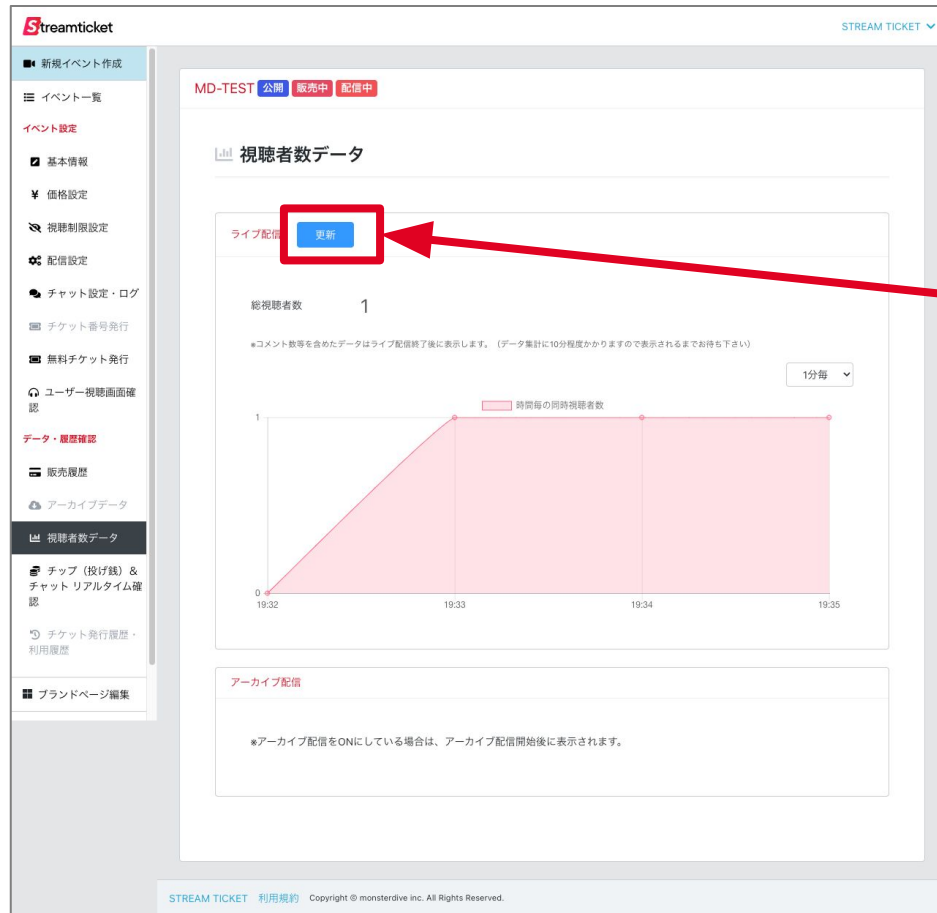 Streamticket
STREAM TICKET
新規イベント作成
イベント一覧
イベント設定
基本情報
価格設定
視聴制限設定
配信設定
チャット設定・ログ
チケット番号発行
無料チケット発行
ユーザー視聴画面確
認
データ・履歴確認
販売履歴
アーカイブデータ
視聴者数データ
チップ（投げ銭）&
チャット リアルタイム確
認
チケット発行履歴・
利用履歴
ブランドページ編集
MD-TEST 公開 販売中 配信中
視聴者数データ
ライブ配信 更新
総視聴者数 1
※コメント数等を含めたデータはライブ配信終了後に表示します。（データ集計に10分程度かかりますので表示されるまでお待ち下さい）
1分毎
時間毎の同時視聴者数
1
0
19:32 19:33 19:34 19:35
アーカイブ配信
※アーカイブ配信をONにしている場合は、アーカイブ配信開始後に表示されます。
STREAM TICKET 利用規約 Copyright © monsterdive inc. All Rights Reserved.